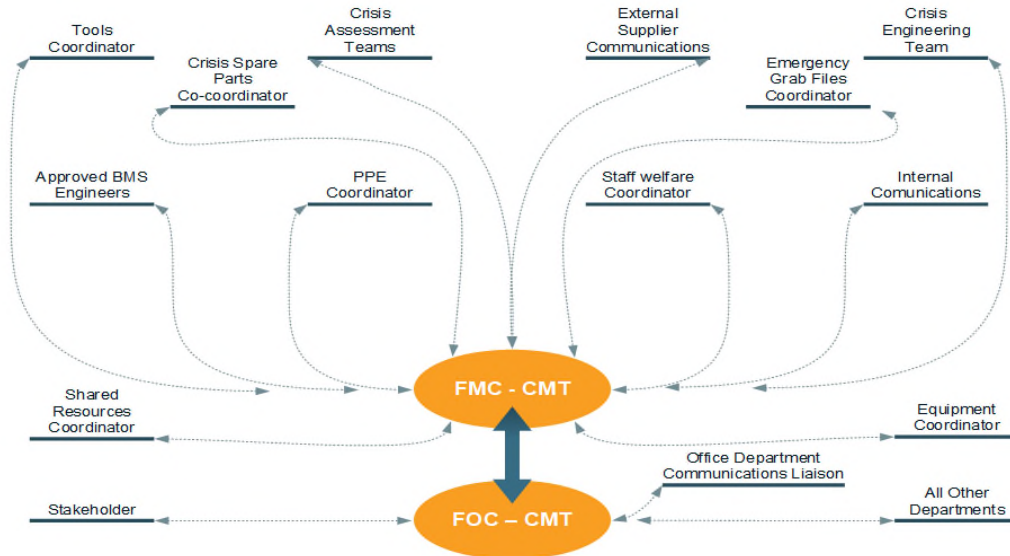 Tools
Coordinator
Crisis
Assessment
Teams
External
Supplier
Communications
Crisis
Engineering
Team
Crisis Spare
Parts
Co-coordinator
Emergency
Grab Files
Coordinator
Approved BMS
Engineers
PPE
Coordinator
Staff welfare
Coordinator
Internal
Comunications
FMC - CMT
Shared
Resources
Coordinator
Equipment
Coordinator
Office Department
Communications Liaison
Stakeholder
FOC – CMT
All Other
Departments